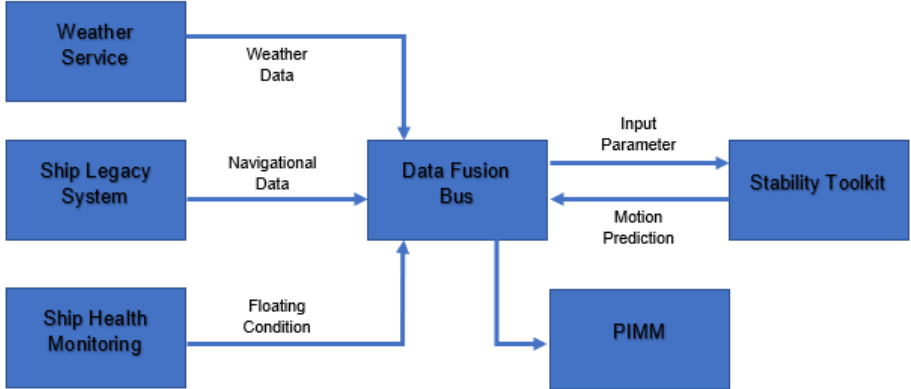 Weather
Service
Weather
Data
Ship Legacy
System
Navigational
Data
Data Fusion
Bus
Input
Parameter
Stability Toolkit
Motion
Prediction
Ship Health
Monitoring
Floating
Condition
PIMM